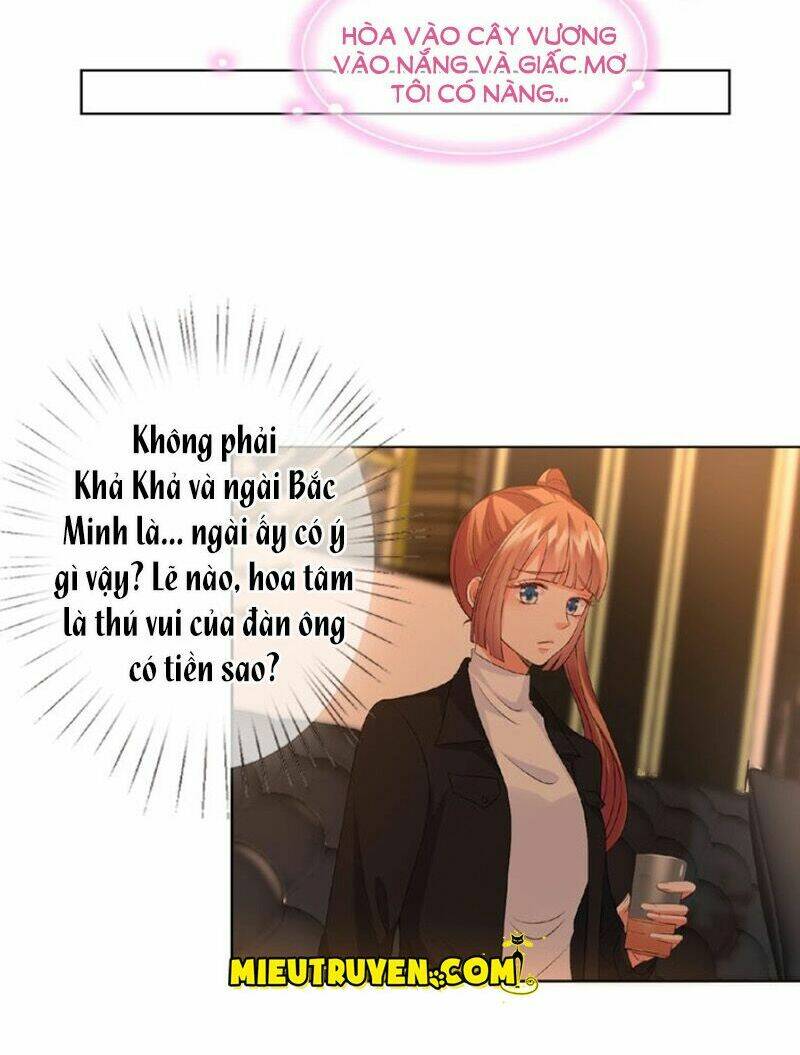 HÒA VÀO CÂY VƯƠNG
VÀO NẮNG VÀ GIẤC MƠ
TÔI CÓ NÀNG...
Không phải
Khả Khả và ngài Bắc
Minh là... ngài ấy có ý
gì vậy? Lẽ nào, hoa tâm
là thú vui của đàn ông
có tiền sao?
MIEUTRUYEN.COM